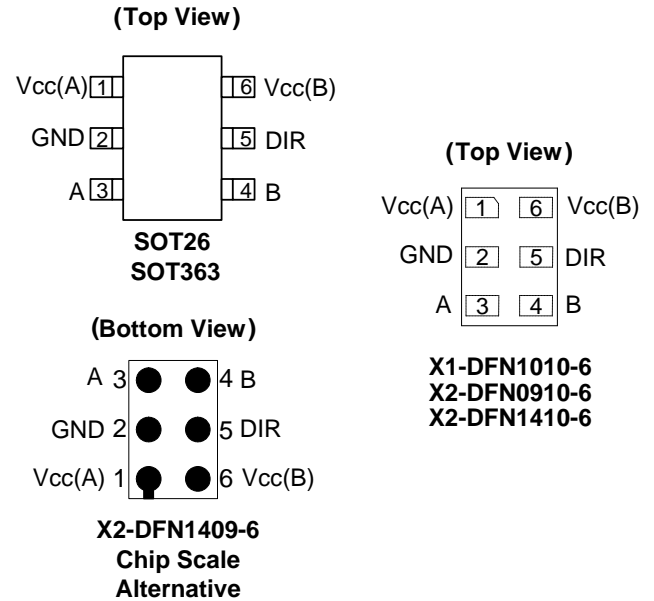 (Top View)
Vcc(A) 1 6 Vcc(B)
GND 2 5 DIR
A 3 4 B
SOT26
SOT363
(Bottom View)
A 3 4 B
GND 2 5 DIR
Vcc(A) 1 6 Vcc(B)
X2-DFN1409-6
Chip Scale
Alternative
(Top View)
Vcc(A) 1 6 Vcc(B)
GND 2 5 DIR
A 3 4 B
X1-DFN1010-6
X2-DFN0910-6
X2-DFN1410-6